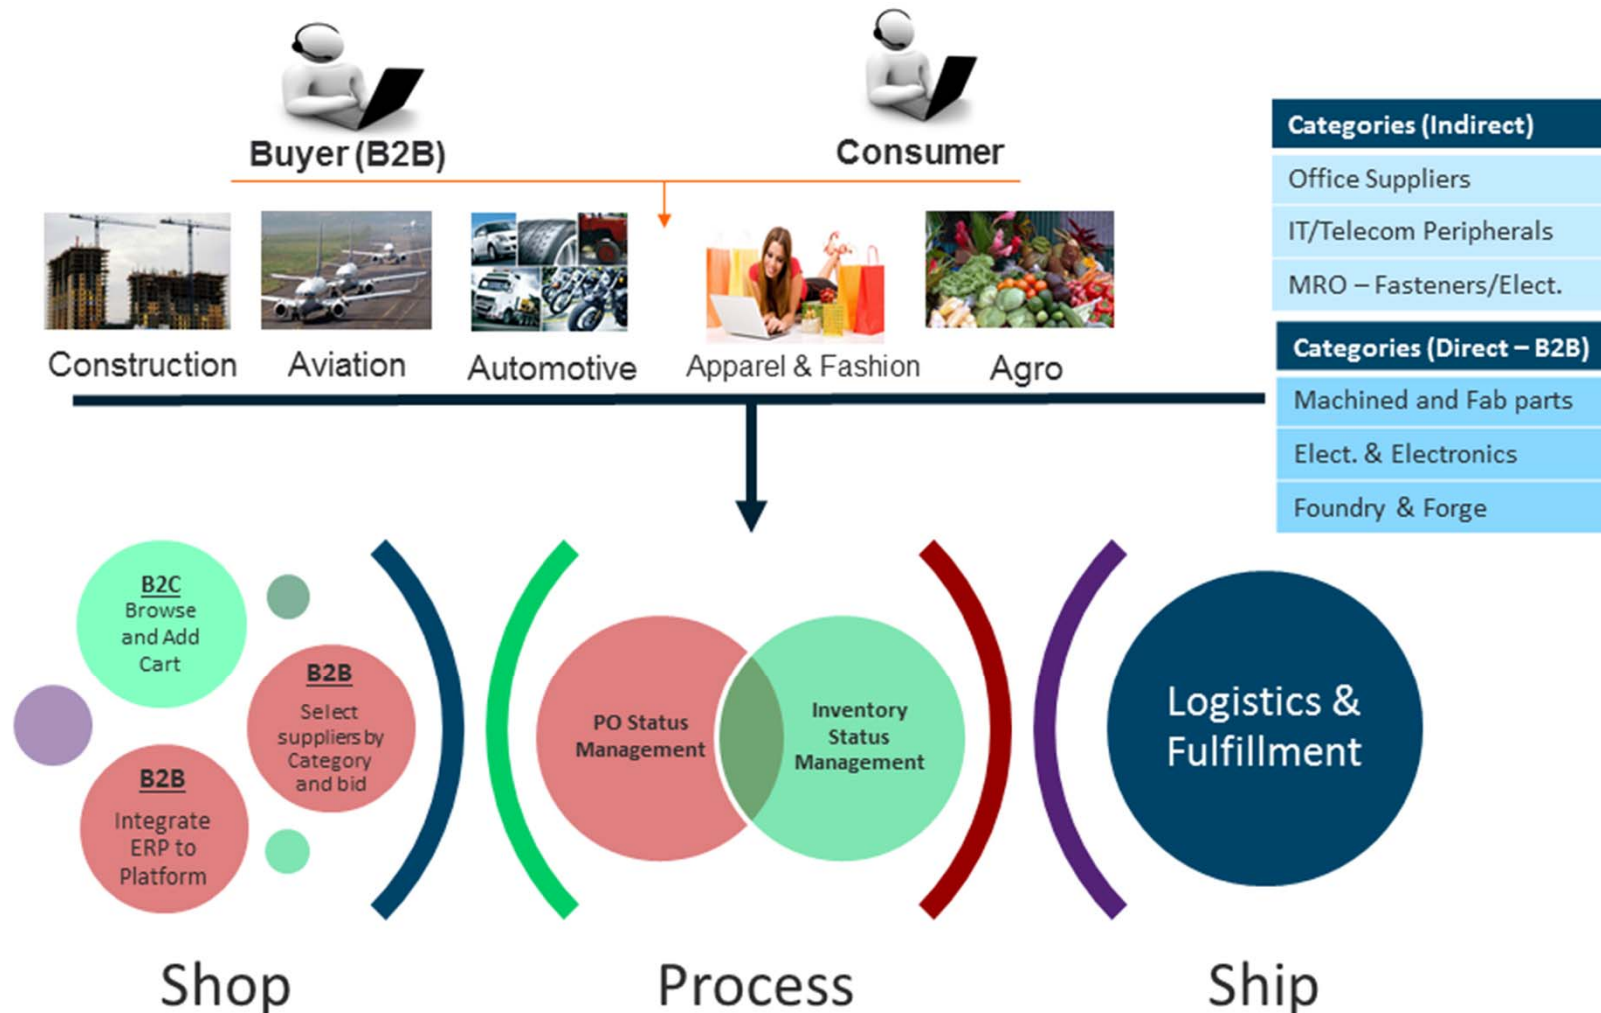 Buyer (B2B)
Consumer
Construction
Aviation
Automotive
Apparel & Fashion
Agro
Categories (Indirect)
Office Suppliers
IT/Telecom Peripherals
MRO – Fasteners/Elect.
Categories (Direct – B2B)
Machined and Fab parts
Elect. & Electronics
Foundry & Forge
B2C
Browse
and Add
Cart
B2B
Select
suppliers by
Category
and bid
B2B
Integrate
ERP to
Platform
PO Status
Management
Inventory
Status
Management
Logistics &
Fulfillment
Shop
Process
Ship